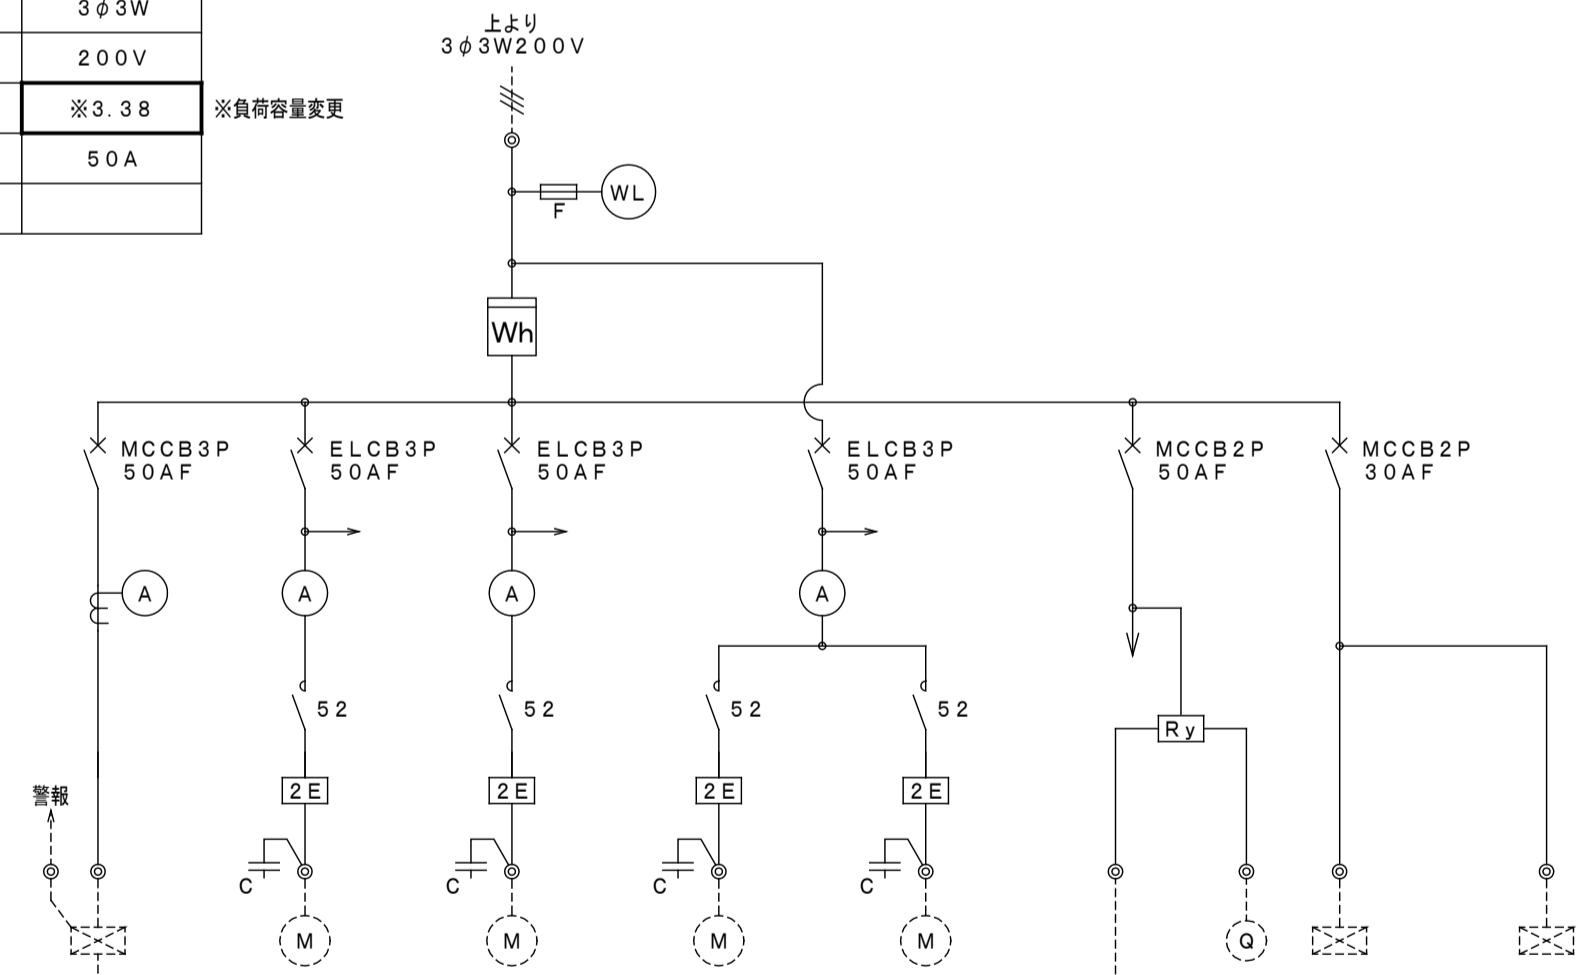 3φ3W
200V
※3.38
※負荷容量変更
50A
上より
3φ3W200V
F
WL
Wh
MCCB3P
50AF
ELCB3P
50AF
ELCB3P
50AF
ELCB3P
50AF
MCCB2P
50AF
MCCB2P
30AF
A
A
A
A
52
52
52
52
Ry
2E
2E
2E
2E
警報
C
C
C
C
M
M
M
M
Q